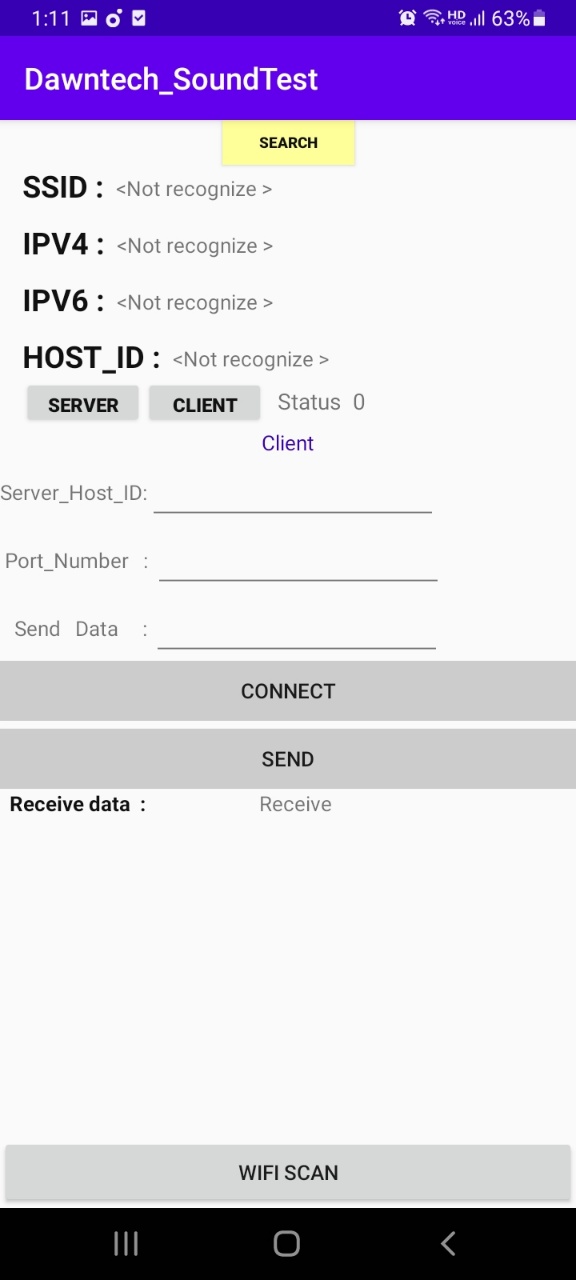 1:11 HD voice 63%
Dawntech_SoundTest
SEARCH
SSID : <Not recognize >
IPV4 : <Not recognize >
IPV6 : <Not recognize >
HOST_ID : <Not recognize >
SERVER CLIENT Status 0
Client
Server_Host_ID:
Port_Number :
Send Data :
CONNECT
SEND
Receive data : Receive
WIFI SCAN